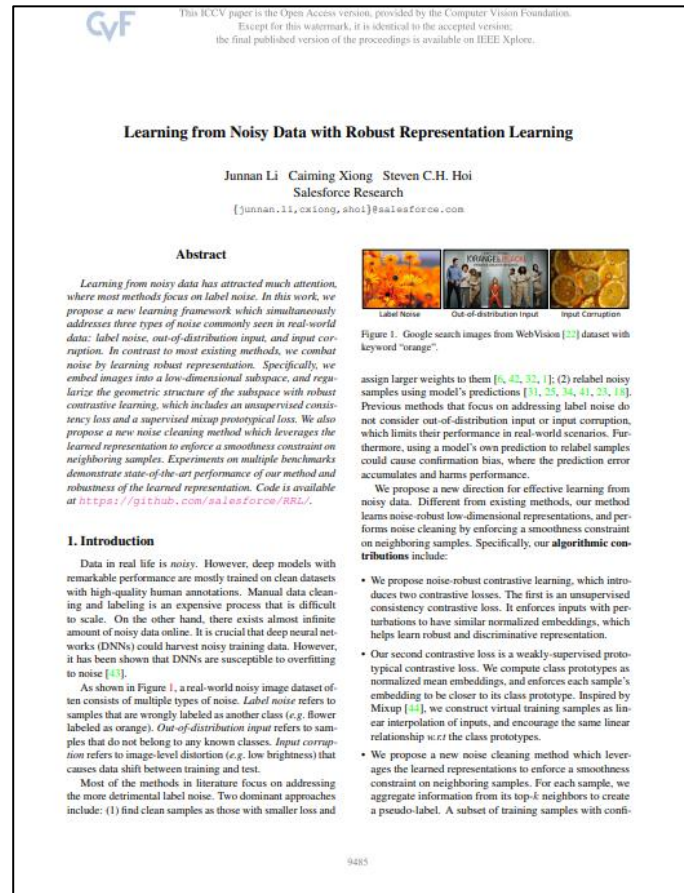 CVF
This ICCV paper is the Open Access version, provided by the Computer Vision Foundation.
Except for this watermark, it is identical to the accepted version;
the final published version of the proceedings is available on IEEE Xplore.
Learning from Noisy Data with Robust Representation Learning
Junnan Li Caiming Xiong Steven C.H. Hoi
Salesforce Research
{junnan.li,cxiong,shoi}@salesforce.com
Abstract
Learning from noisy data has attracted much attention,
where most methods focus on label noise. In this work, we
propose a new learning framework which simultaneously
addresses three types of noise commonly seen in real-world
data: label noise, out-of-distribution input, and input cor-
ruption. In contrast to most existing methods, we combat
noise by learning robust representation. Specifically, we
embed images into a low-dimensional subspace, and regu-
larize the geometric structure of the subspace with robust
contrastive learning, which includes an unsupervised consis-
tency loss and a supervised mixup prototypical loss. We also
propose a new noise cleaning method which leverages the
learned representation to enforce a smoothness constraint on
neighboring samples. Experiments on multiple benchmarks
demonstrate state-of-the-art performance of our method and
robustness of the learned representation. Code is available
at https://github.com/salesforce/RRL/.
1. Introduction
Data in real life is noisy. However, deep models with
remarkable performance are mostly trained on clean datasets
with high-quality human annotations. Manual data clean-
ing and labeling is an expensive process that is difficult
to scale. On the other hand, there exists almost infinite
amount of noisy data online. It is crucial that deep neural net-
works (DNNs) could harvest noisy training data. However,
it has been shown that DNNs are susceptible to overfitting
to noise [43].
As shown in Figure 1, a real-world noisy image dataset of-
ten consists of multiple types of noise. Label noise refers to
samples that are wrongly labeled as another class (e.g. flower
labeled as orange). Out-of-distribution input refers to sam-
ples that do not belong to any known classes. Input corrup-
tion refers to image-level distortion (e.g. low brightness) that
causes data shift between training and test.
Most of the methods in literature focus on addressing
the more detrimental label noise. Two dominant approaches
include: (1) find clean samples as those with smaller loss and
Label Noise Out-of-distribution Input Input Corruption
Figure 1. Google search images from WebVision [22] dataset with
keyword "orange".
assign larger weights to them [6, 42, 32, 1]; (2) relabel noisy
samples using model's predictions [31, 25, 34, 41, 23, 18].
Previous methods that focus on addressing label noise do
not consider out-of-distribution input or input corruption,
which limits their performance in real-world scenarios. Fur-
thermore, using a model's own prediction to relabel samples
could cause confirmation bias, where the prediction error
accumulates and harms performance.
We propose a new direction for effective learning from
noisy data. Different from existing methods, our method
learns noise-robust low-dimensional representations, and per-
forms noise cleaning by enforcing a smoothness constraint
on neighboring samples. Specifically, our algorithmic con-
tributions include:
• We propose noise-robust contrastive learning, which intro-
duces two contrastive losses. The first is an unsupervised
consistency contrastive loss. It enforces inputs with per-
turbations to have similar normalized embeddings, which
helps learn robust and discriminative representation.
• Our second contrastive loss is a weakly-supervised proto-
typical contrastive loss. We compute class prototypes as
normalized mean embeddings, and enforces each sample's
embedding to be closer to its class prototype. Inspired by
Mixup [44], we construct virtual training samples as lin-
ear interpolation of inputs, and encourage the same linear
relationship w.r.t the class prototypes.
• We propose a new noise cleaning method which lever-
ages the learned representations to enforce a smoothness
constraint on neighboring samples. For each sample, we
aggregate information from its top-k neighbors to create
a pseudo-label. A subset of training samples with confi-
9485